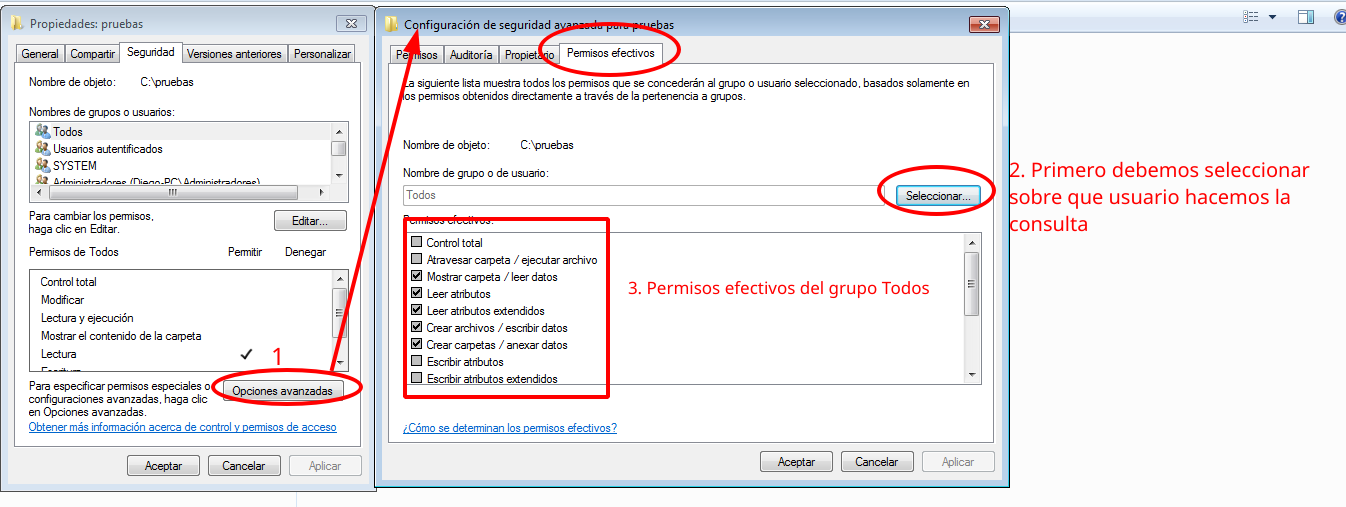 Propiedades: pruebas
General
Compartir
Seguridad
Versiones anteriores
Personalizar
Nombre de objeto:
C:\pruebas
Nombres de grupos o usuarios:
Todos
Usuarios autentificados
SYSTEM
Administradores (Diego-PC\Administradores)
Para cambiar los permisos,
haga clic en Editar.
Editar...
Permisos de Todos
Permitir
Denegar
Control total
Modificar
Lectura y ejecución
Mostrar el contenido de la carpeta
Lectura
Escritura
1
Para especificar permisos especiales o
configuraciones avanzadas, haga clic
en Opciones avanzadas.
Opciones avanzadas
Obtener más información acerca de control y permisos de acceso
Aceptar
Cancelar
Aplicar
Configuración de seguridad avanzada para pruebas
Permisos
Auditoría
Propietario
Permisos efectivos
La siguiente lista muestra todos los permisos que se concederán al grupo o usuario seleccionado, basados solamente en
los permisos obtenidos directamente a través de la pertenencia a grupos.
Nombre de objeto:
C:\pruebas
Nombre de grupo o de usuario:
Todos
Seleccionar...
Permisos efectivos:
Control total
Atravesar carpeta / ejecutar archivo
Mostrar carpeta / leer datos
Leer atributos
Leer atributos extendidos
Crear archivos / escribir datos
Crear carpetas / anexar datos
Escribir atributos
Escribir atributos extendidos
3. Permisos efectivos del grupo Todos
¿Cómo se determinan los permisos efectivos?
Aceptar
Cancelar
Aplicar
2. Primero debemos seleccionar
sobre que usuario hacemos la
consulta